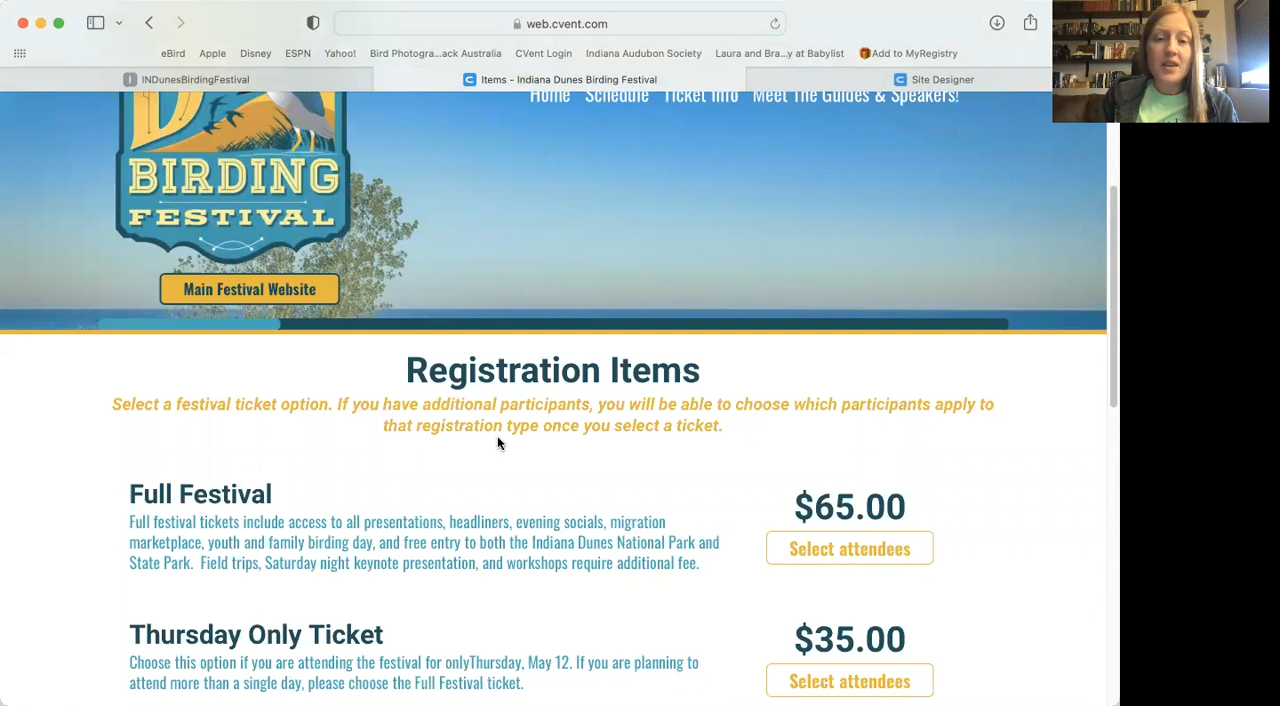 web.cvent.com
eBird Apple Disney ESPN Yahoo! Bird Photogra...ack Australia CVent Login Indiana Audubon Society Laura and Bra...y at Babylist Add to MyRegistry
INDunesBirdingFestival Items - Indiana Dunes Birding Festival Site Designer
Home Schedule Ticket Info Meet The Guides & Speakers!
BIRDING
FESTIVAL
Main Festival Website
Registration Items
Select a festival ticket option. If you have additional participants, you will be able to choose which participants apply to
that registration type once you select a ticket.
Full Festival
$65.00
Full festival tickets include access to all presentations, headliners, evening socials, migration
marketplace, youth and family birding day, and free entry to both the Indiana Dunes National Park and
State Park. Field trips, Saturday night keynote presentation, and workshops require additional fee.
Select attendees
Thursday Only Ticket
$35.00
Choose this option if you are attending the festival for onlyThursday, May 12. If you are planning to
attend more than a single day, please choose the Full Festival ticket.
Select attendees